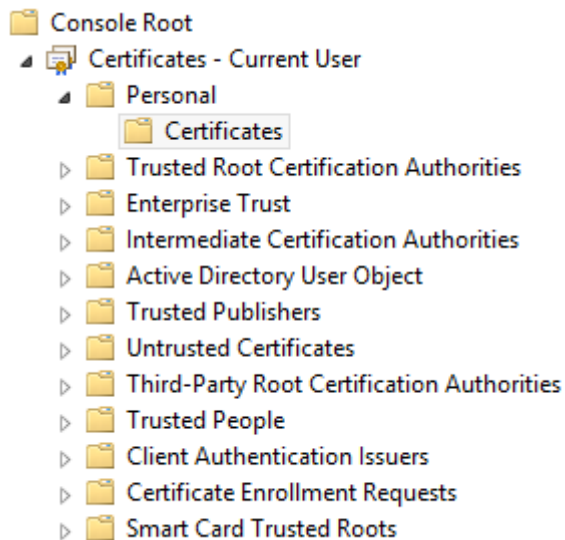 Console Root
Certificates - Current User
Personal
Certificates
Trusted Root Certification Authorities
Enterprise Trust
Intermediate Certification Authorities
Active Directory User Object
Trusted Publishers
Untrusted Certificates
Third-Party Root Certification Authorities
Trusted People
Client Authentication Issuers
Certificate Enrollment Requests
Smart Card Trusted Roots